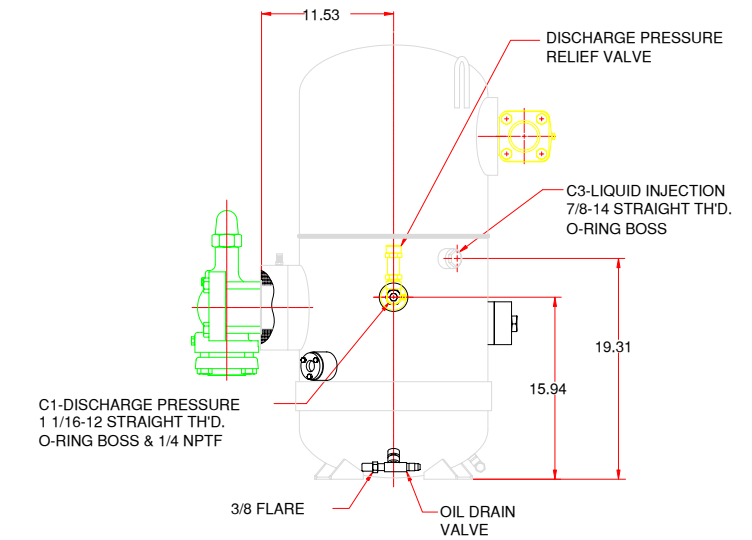 11.53
DISCHARGE PRESSURE
RELIEF VALVE
C3-LIQUID INJECTION
7/8-14 STRAIGHT TH'D.
O-RING BOSS
19.31
15.94
C1-DISCHARGE PRESSURE
1 1/16-12 STRAIGHT TH'D.
O-RING BOSS & 1/4 NPTF
3/8 FLARE
OIL DRAIN
VALVE